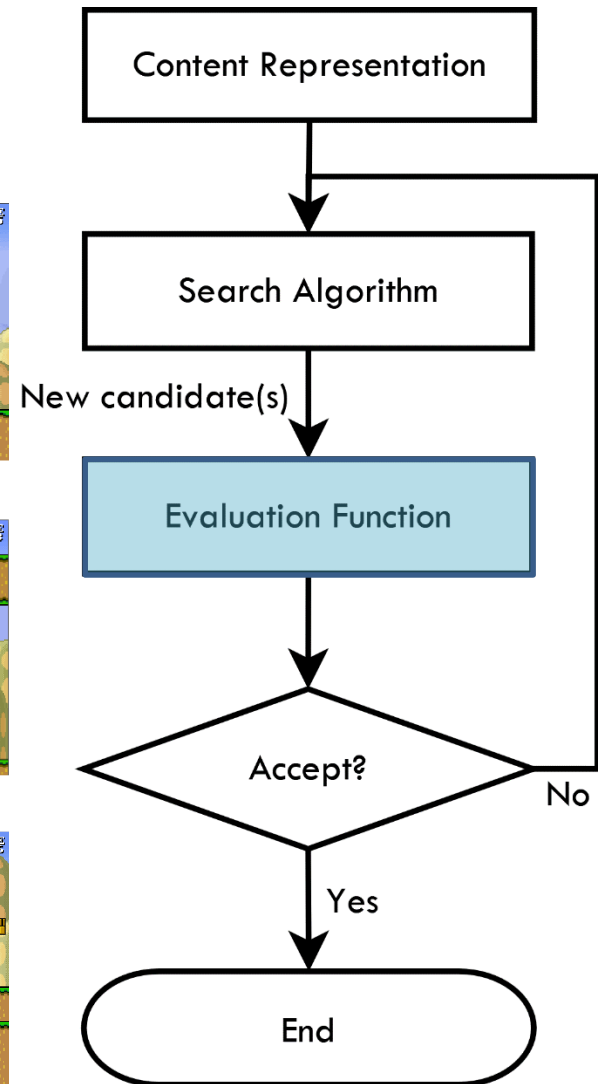 Content Representation
Search Algorithm
New candidate(s)
Evaluation Function
Accept?
No
Yes
End